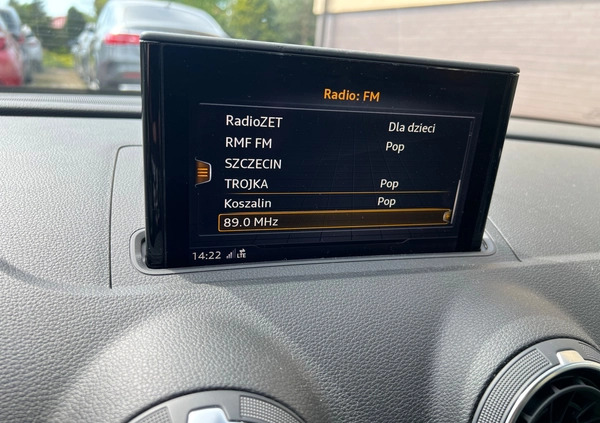 Radio: FM
RadioZET Dla dzieci
RMF FM Pop
SZCZECIN
TROJKA Pop
Koszalin Pop
89.0 MHz
14:22 LTE